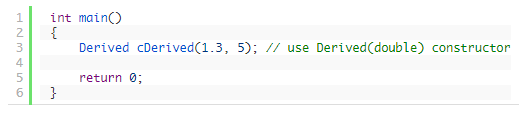 1 int main()
2 {
3 Derived cDerived(1.3, 5); // use Derived(double) constructor
4
5 return 0;
6 }